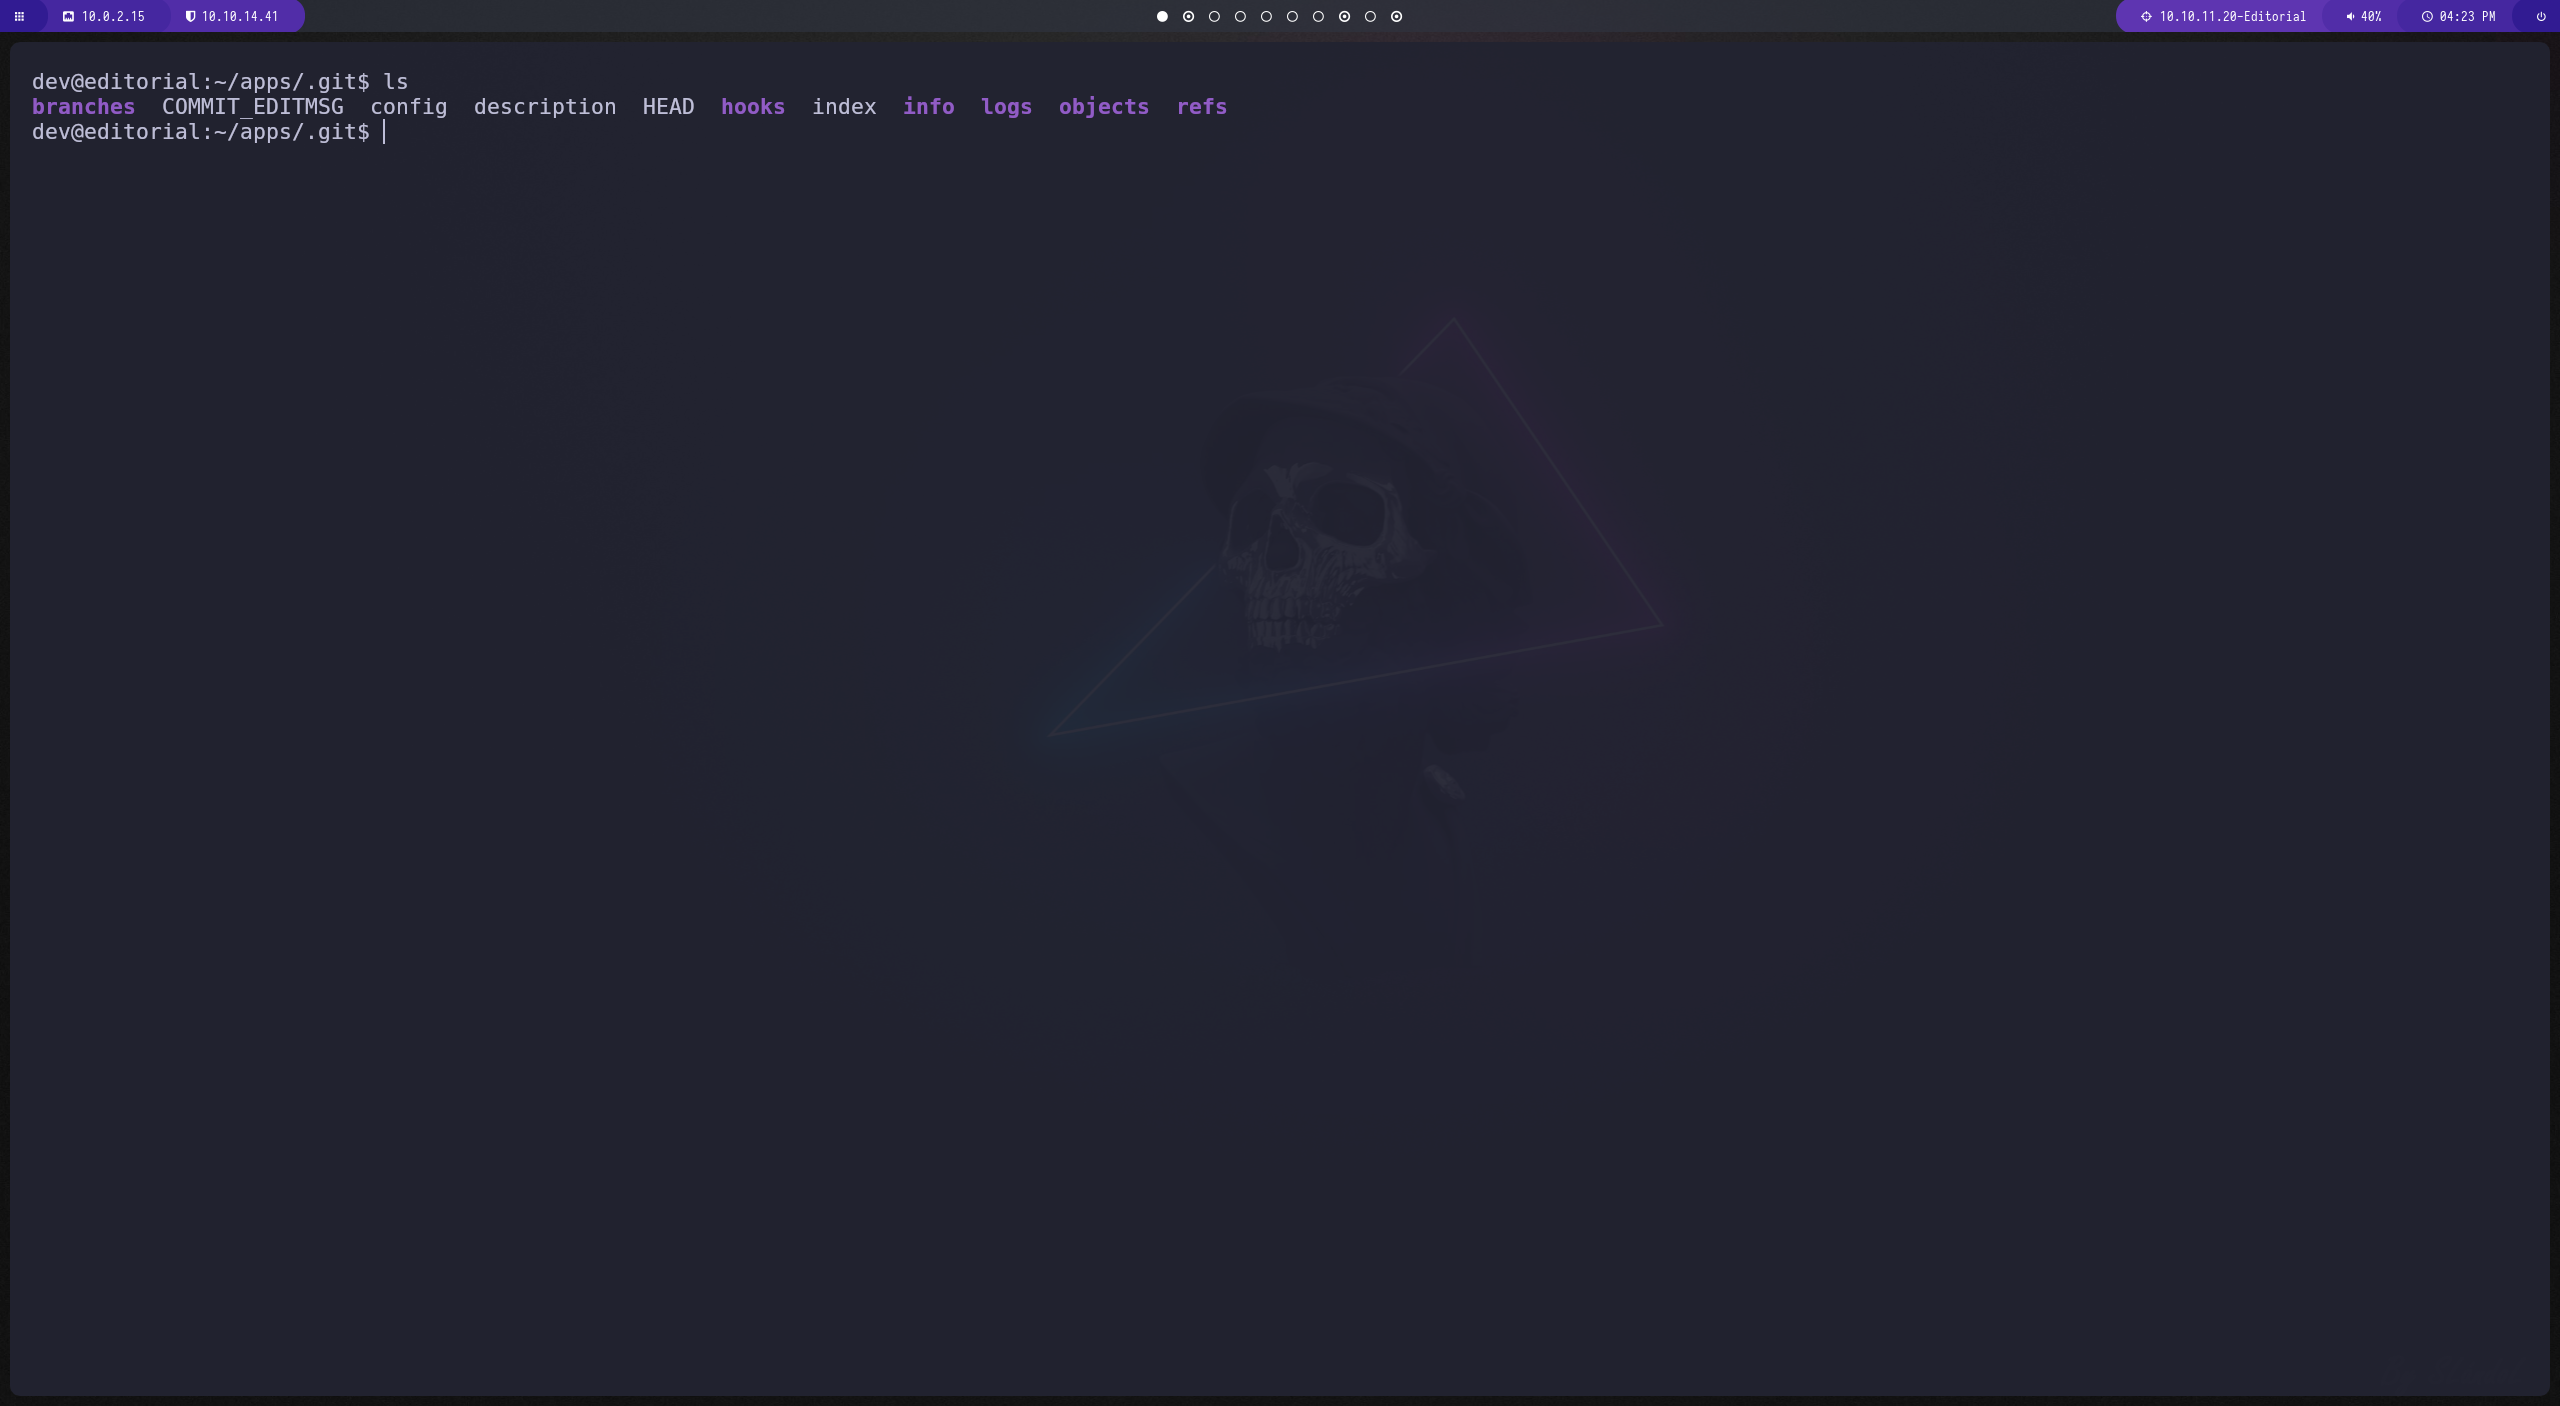 10.0.2.15 10.10.14.41 10.10.11.20-Editorial 40% 04:23 PM
dev@editorial:~/apps/.git$ ls
branches COMMIT_EDITMSG config description HEAD hooks index info logs objects refs
dev@editorial:~/apps/.git$